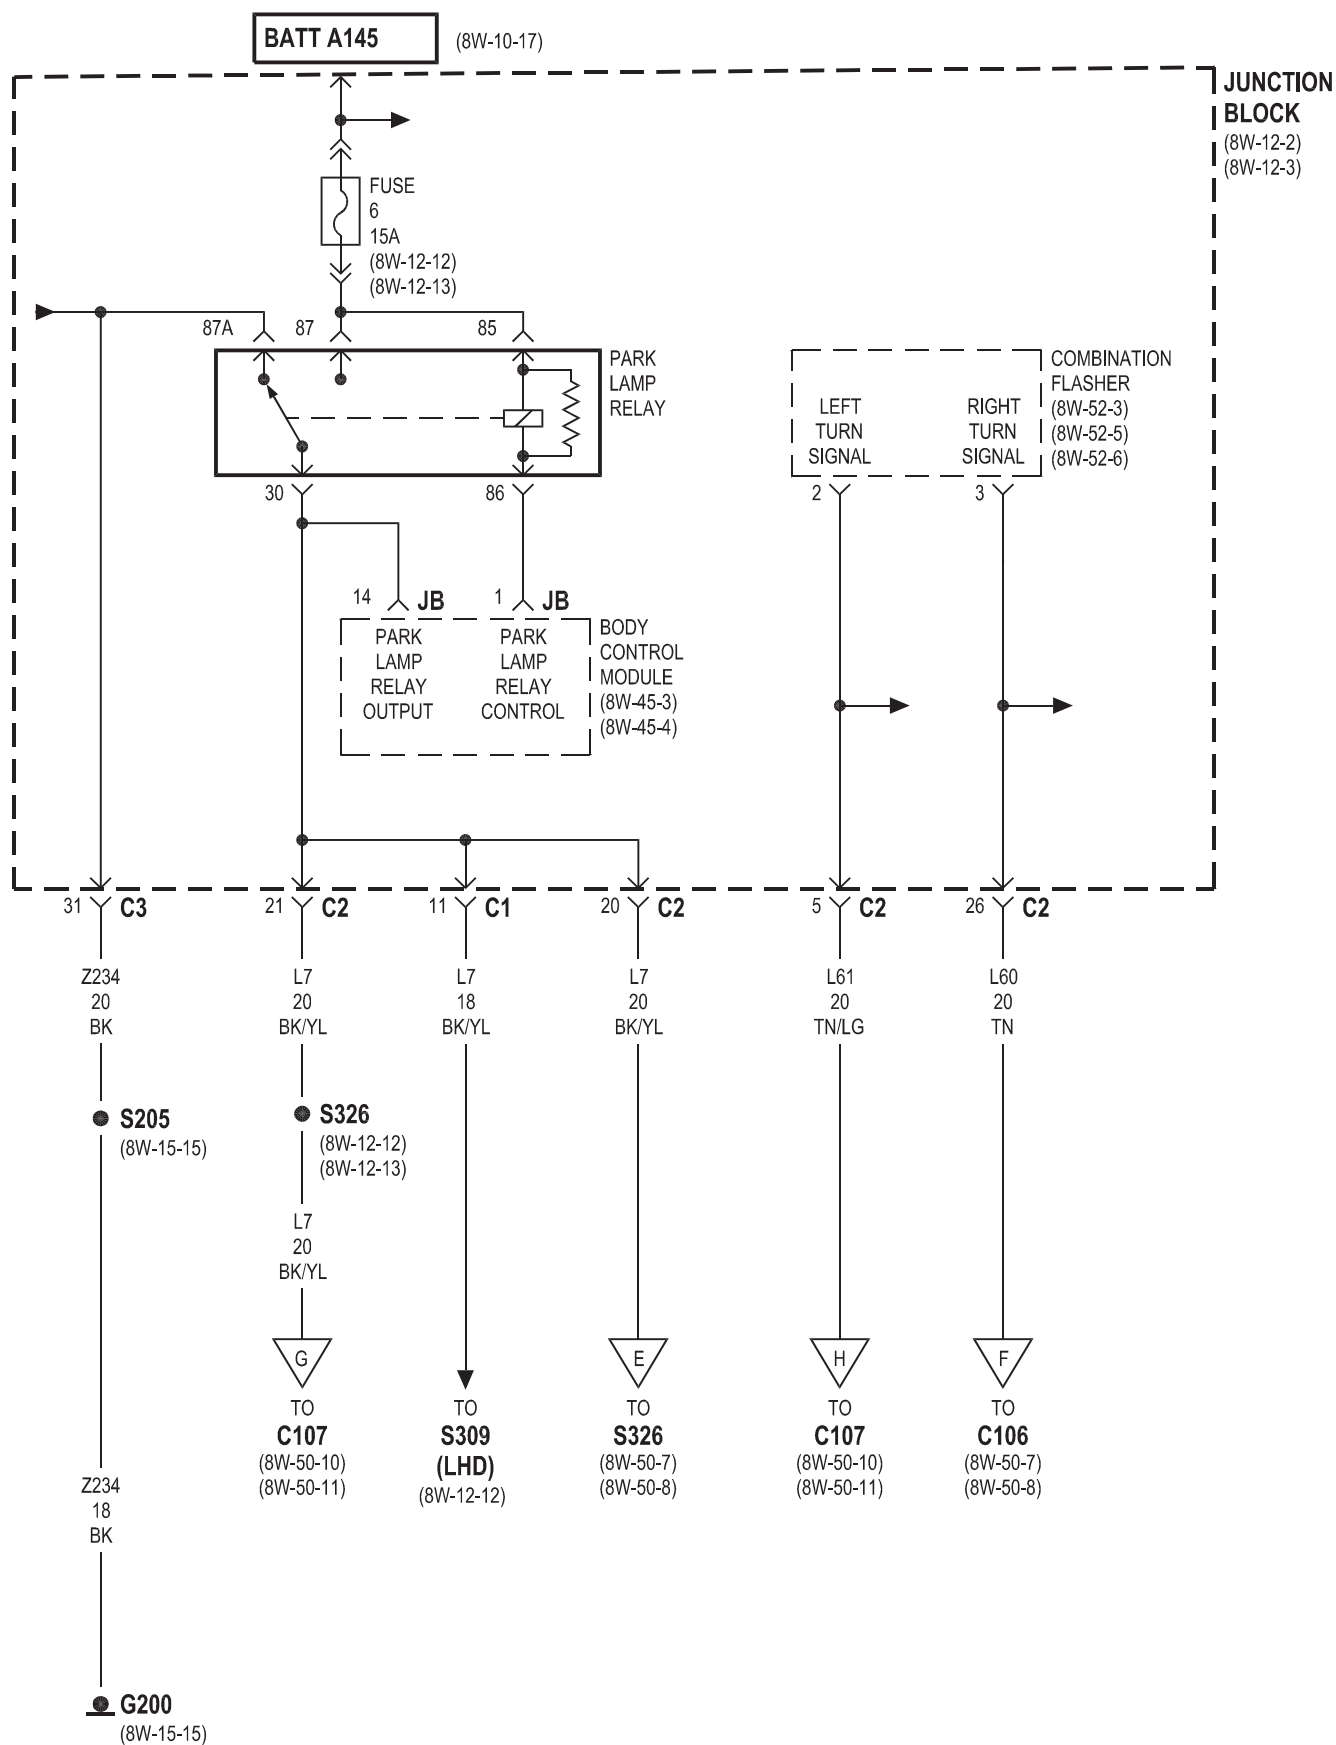 BATT A145
(8W-10-17)
JUNCTION
BLOCK
(8W-12-2)
(8W-12-3)
FUSE
6
15A
(8W-12-12)
(8W-12-13)
87A
87
85
PARK
LAMP
RELAY
30
86
LEFT
TURN
SIGNAL
RIGHT
TURN
SIGNAL
COMBINATION
FLASHER
(8W-52-3)
(8W-52-5)
(8W-52-6)
2
3
14
JB
1
JB
PARK
LAMP
RELAY
OUTPUT
PARK
LAMP
RELAY
CONTROL
BODY
CONTROL
MODULE
(8W-45-3)
(8W-45-4)
31
C3
21
C2
11
C1
20
C2
5
C2
26
C2
Z234
20
BK
L7
20
BK/YL
L7
18
BK/YL
L7
20
BK/YL
L61
20
TN/LG
L60
20
TN
S205
(8W-15-15)
S326
(8W-12-12)
(8W-12-13)
L7
20
BK/YL
G
TO
C107
(8W-50-10)
(8W-50-11)
TO
S309
(LHD)
(8W-12-12)
E
TO
S326
(8W-50-7)
(8W-50-8)
H
TO
C107
(8W-50-10)
(8W-50-11)
F
TO
C106
(8W-50-7)
(8W-50-8)
Z234
18
BK
G200
(8W-15-15)